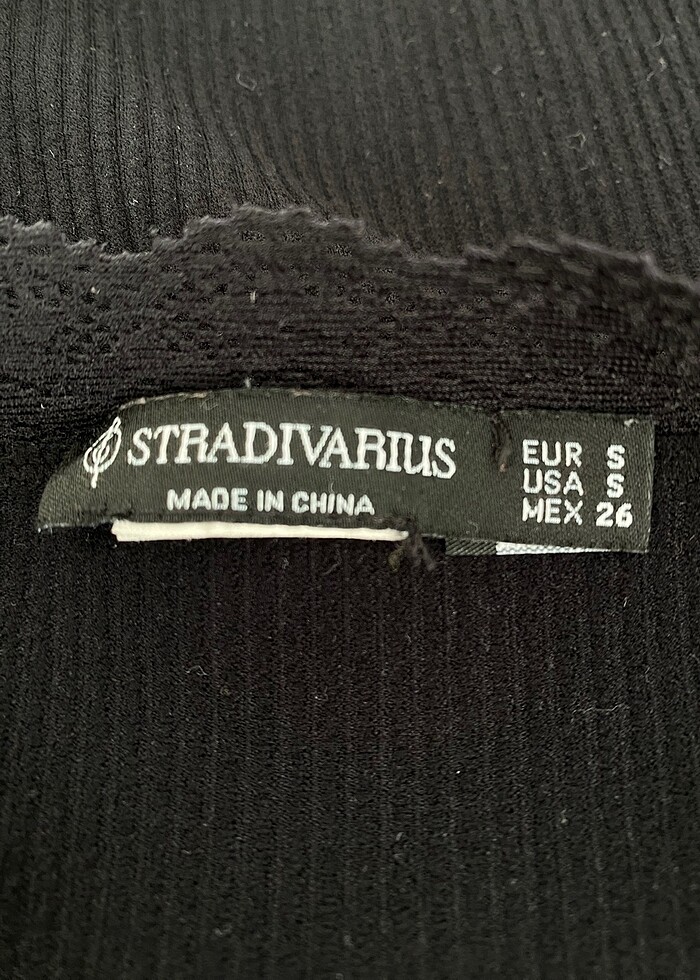 STRADIVARIUS
MADE IN CHINA
EUR S
USA S
MEX 26